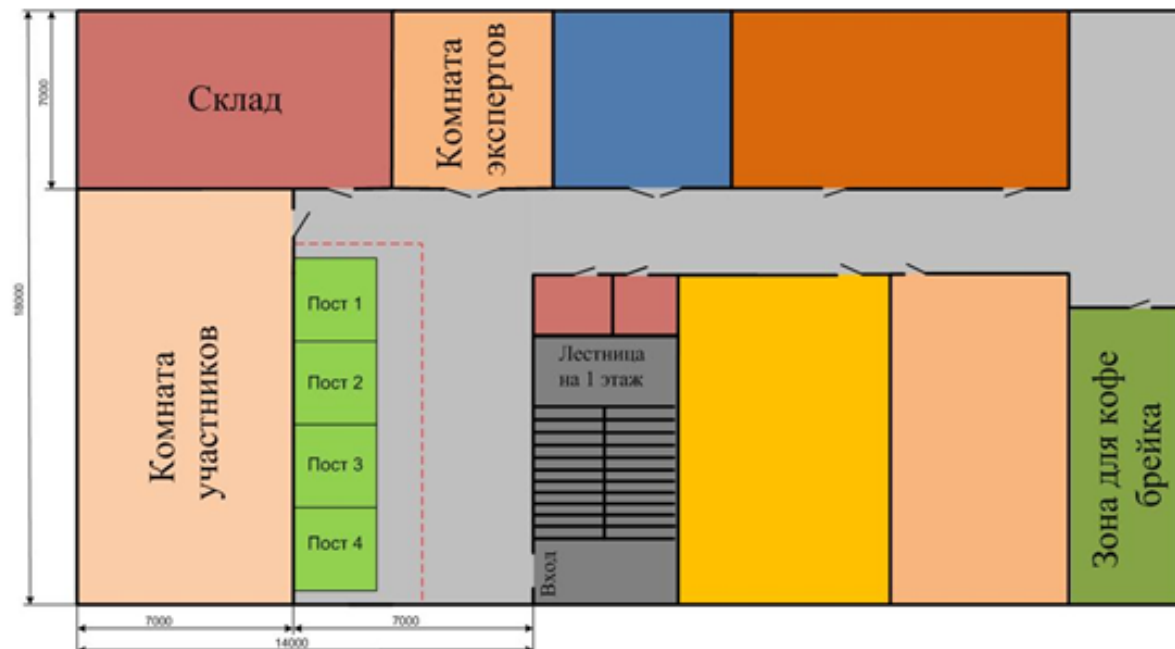 Склад
Комната
экспертов
7000
18000
Комната
участников
Пост 1
Пост 2
Пост 3
Пост 4
Лестница
на 1 этаж
Вход
Зона для кофе
брейка
7000
7000
14000